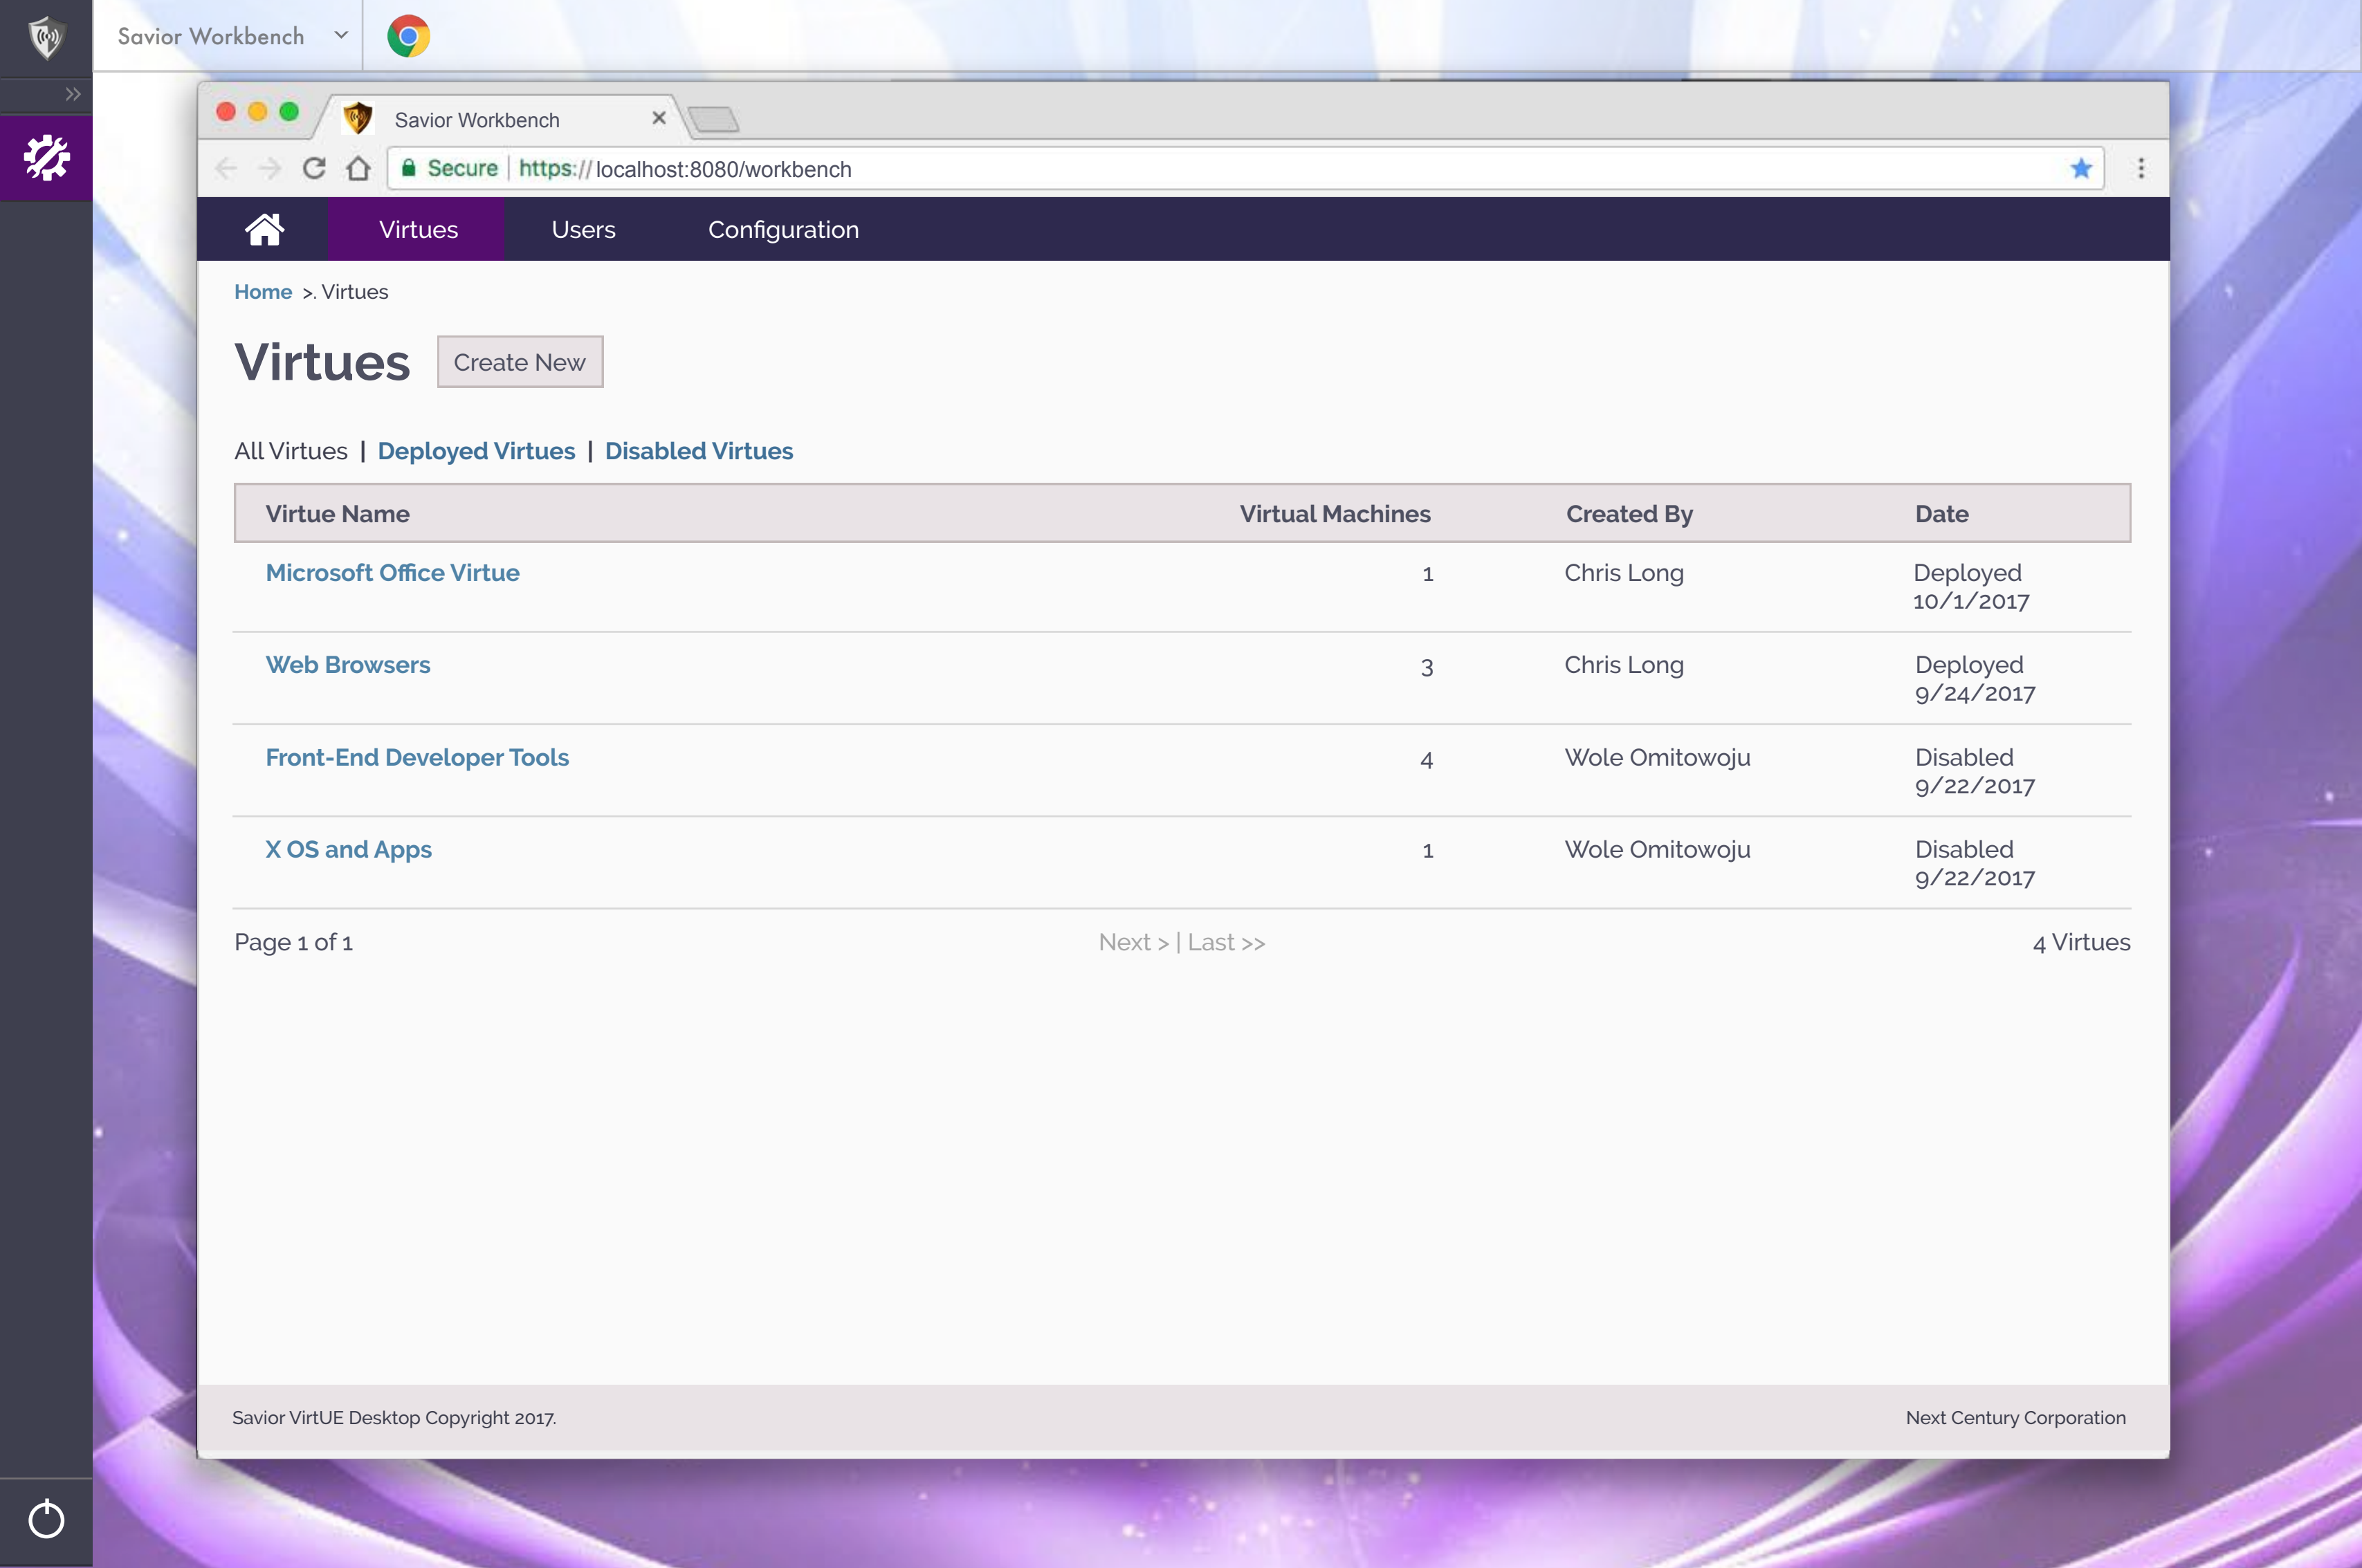 Savior Workbench
Savior Workbench
Secure https://localhost:8080/workbench
Virtues Users Configuration
Home >. Virtues
Virtues Create New
All Virtues | Deployed Virtues | Disabled Virtues
Virtue Name Virtual Machines Created By Date
Microsoft Office Virtue 1 Chris Long Deployed
10/1/2017
Web Browsers 3 Chris Long Deployed
9/24/2017
Front-End Developer Tools 4 Wole Omitowoju Disabled
9/22/2017
X OS and Apps 1 Wole Omitowoju Disabled
9/22/2017
Page 1 of 1 Next > | Last >> 4 Virtues
Savior VirtUE Desktop Copyright 2017. Next Century Corporation